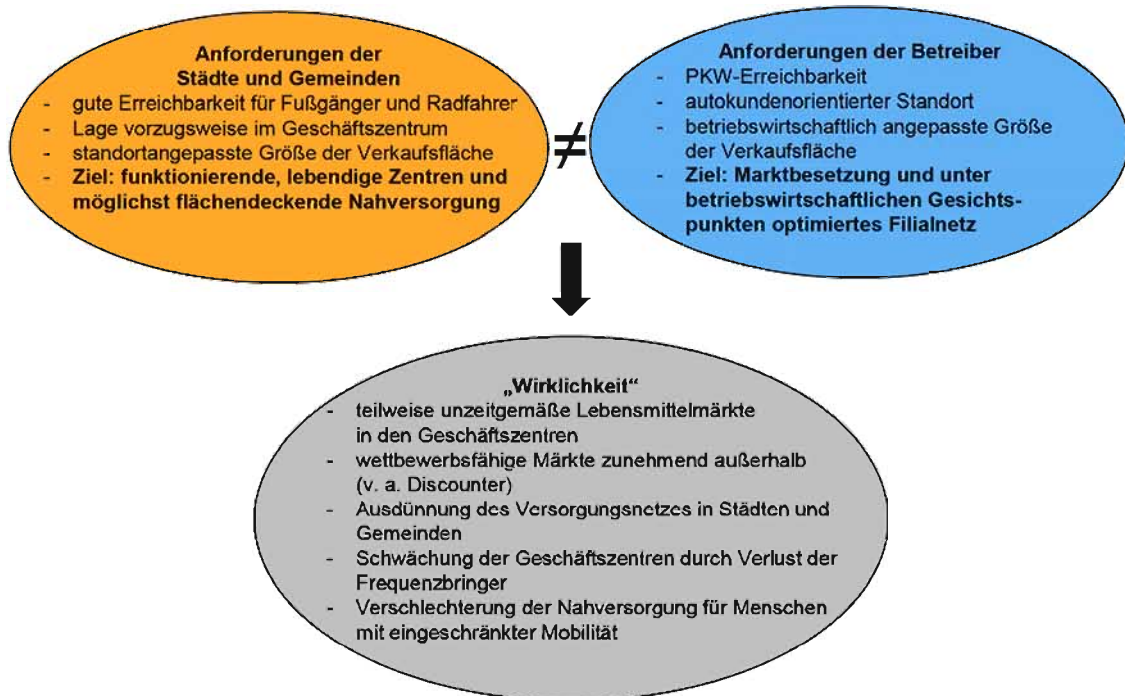 Anforderungen der
Städte und Gemeinden
- gute Erreichbarkeit für Fußgänger und Radfahrer
- Lage vorzugsweise im Geschäftszentrum
- standortangepasste Größe der Verkaufsfläche
- Ziel: funktionierende, lebendige Zentren und
möglichst flächendeckende Nahversorgung
≠
Anforderungen der Betreiber
- PKW-Erreichbarkeit
- autokundenorientierter Standort
- betriebswirtschaftlich angepasste Größe
der Verkaufsfläche
- Ziel: Marktbesetzung und unter
betriebswirtschaftlichen Gesichts-
punkten optimiertes Filialnetz
„Wirklichkeit“
- teilweise unzeitgemäße Lebensmittelmärkte
in den Geschäftszentren
- wettbewerbsfähige Märkte zunehmend außerhalb
(v. a. Discounter)
- Ausdünnung des Versorgungsnetzes in Städten und
Gemeinden
- Schwächung der Geschäftszentren durch Verlust der
Frequenzbringer
- Verschlechterung der Nahversorgung für Menschen
mit eingeschränkter Mobilität